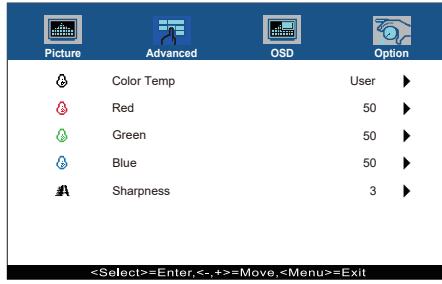 Picture Advanced OSD Option
Color Temp User
Red 50
Green 50
Blue 50
Sharpness 3
<Select>=Enter,<-,+>=Move,<Menu>=Exit